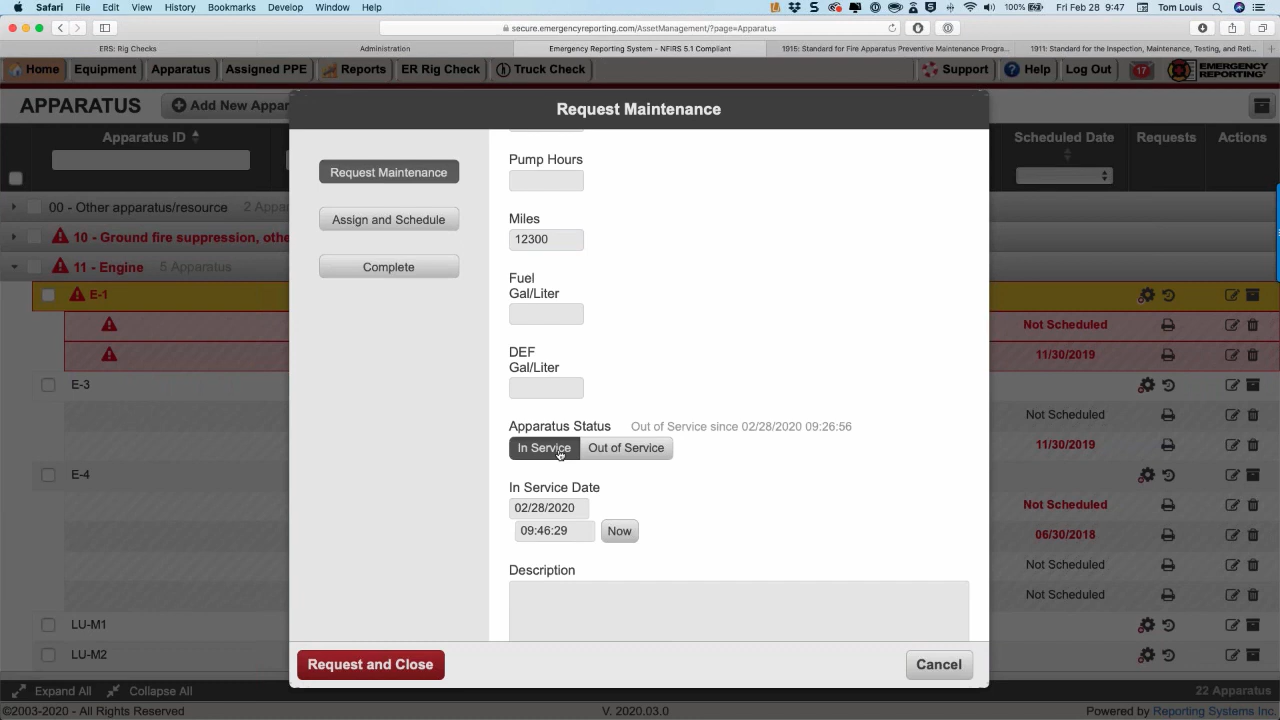 Safari File Edit View History Bookmarks Develop Window Help 100% Fri Feb 28 9:47 Tom Louis
secure.emergencyreporting.com/AssetManagement/?page=Apparatus
ERS: Rig Checks Administration Emergency Reporting System - NFIRS 5.1 Compliant 1915: Standard for Fire Apparatus Preventive Maintenance Progra... 1911: Standard for the Inspection, Maintenance, Testing, and Reti...
Home Equipment Apparatus Assigned PPE Reports ER Rig Check Truck Check Support Help Log Out 17 EMERGENCY REPORTING
APPARATUS Add New Appar
Request Maintenance
Apparatus ID Scheduled Date Requests Actions
Request Maintenance
Assign and Schedule
Complete
Pump Hours
Miles
12300
Fuel
Gal/Liter
DEF
Gal/Liter
Apparatus Status Out of Service since 02/28/2020 09:26:56
In Service Out of Service
In Service Date
02/28/2020
09:46:29 Now
Description
Request and Close Cancel
00 - Other apparatus/resource 2 Appa
10 - Ground fire suppression, othe
11 - Engine 5 Apparatus
E-1
Not Scheduled
11/30/2019
E-3
Not Scheduled
11/30/2019
E-4
Not Scheduled
06/30/2018
Not Scheduled
Not Scheduled
LU-M1
LU-M2
Expand All Collapse All 22 Apparatus
©2003-2020 - All Rights Reserved V. 2020.03.0 Powered by Reporting Systems Inc.